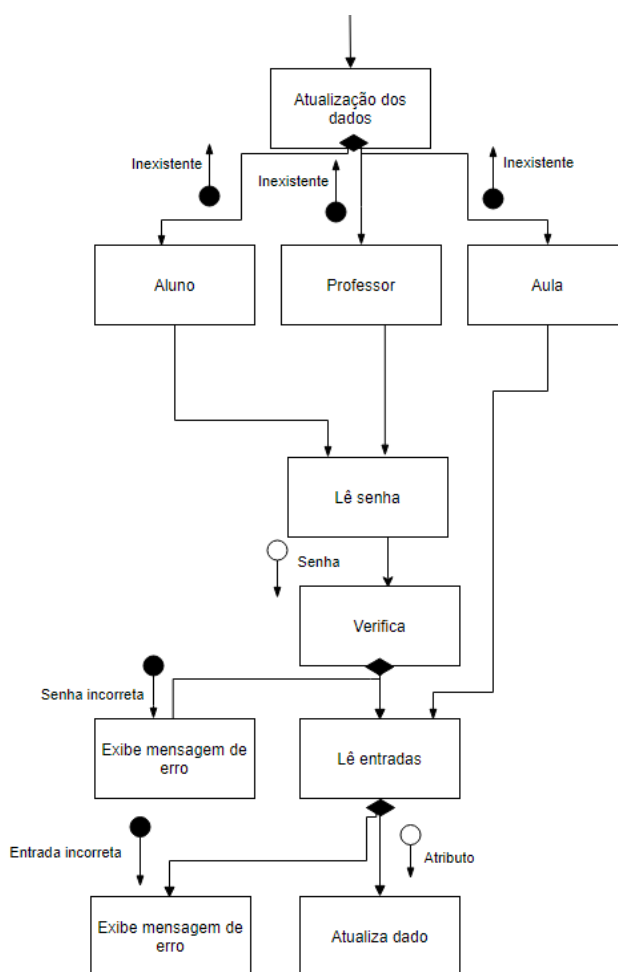 Atualização dos
dados
Inexistente
Inexistente
Inexistente
Aluno
Professor
Aula
Lê senha
Senha
Verifica
Senha incorreta
Exibe mensagem de
erro
Lê entradas
Entrada incorreta
Atributo
Exibe mensagem de
erro
Atualiza dado